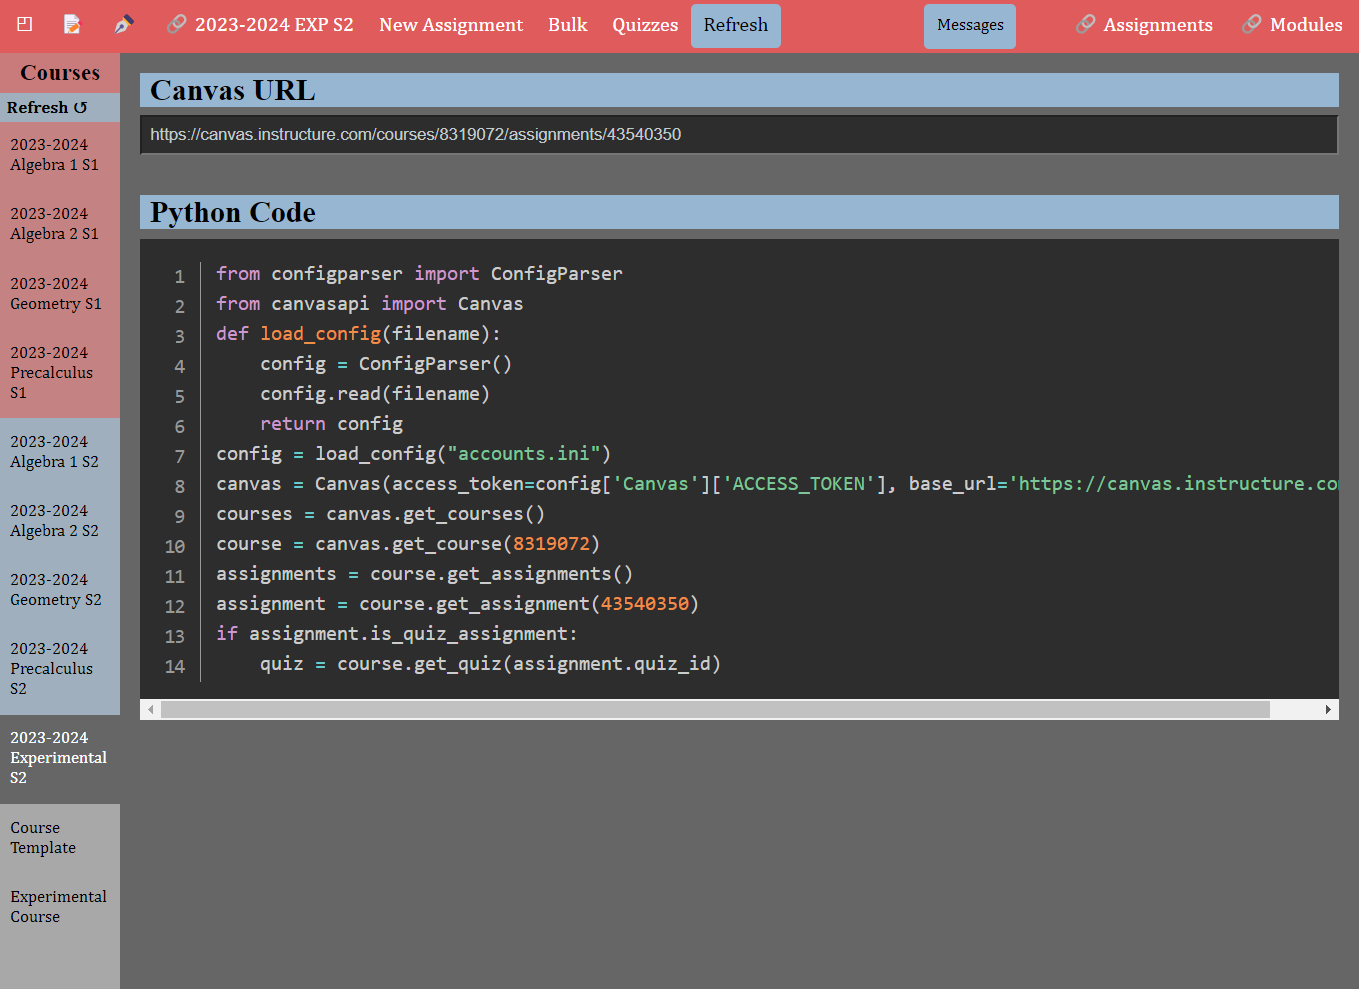 2023-2024 EXP S2 New Assignment Bulk Quizzes Refresh Messages Assignments Modules
Courses
Refresh ↺
2023-2024
Algebra 1 S1
2023-2024
Algebra 2 S1
2023-2024
Geometry S1
2023-2024
Precalculus
S1
2023-2024
Algebra 1 S2
2023-2024
Algebra 2 S2
2023-2024
Geometry S2
2023-2024
Precalculus
S2
2023-2024
Experimental
S2
Course
Template
Experimental
Course
Canvas URL
https://canvas.instructure.com/courses/8319072/assignments/43540350
Python Code
1 from configparser import ConfigParser
2 from canvasapi import Canvas
3 def load_config(filename):
4     config = ConfigParser()
5     config.read(filename)
6     return config
7 config = load_config("accounts.ini")
8 canvas = Canvas(access_token=config['Canvas']['ACCESS_TOKEN'], base_url='https://canvas.instructure.co
9 courses = canvas.get_courses()
10 course = canvas.get_course(8319072)
11 assignments = course.get_assignments()
12 assignment = course.get_assignment(43540350)
13 if assignment.is_quiz_assignment:
14     quiz = course.get_quiz(assignment.quiz_id)